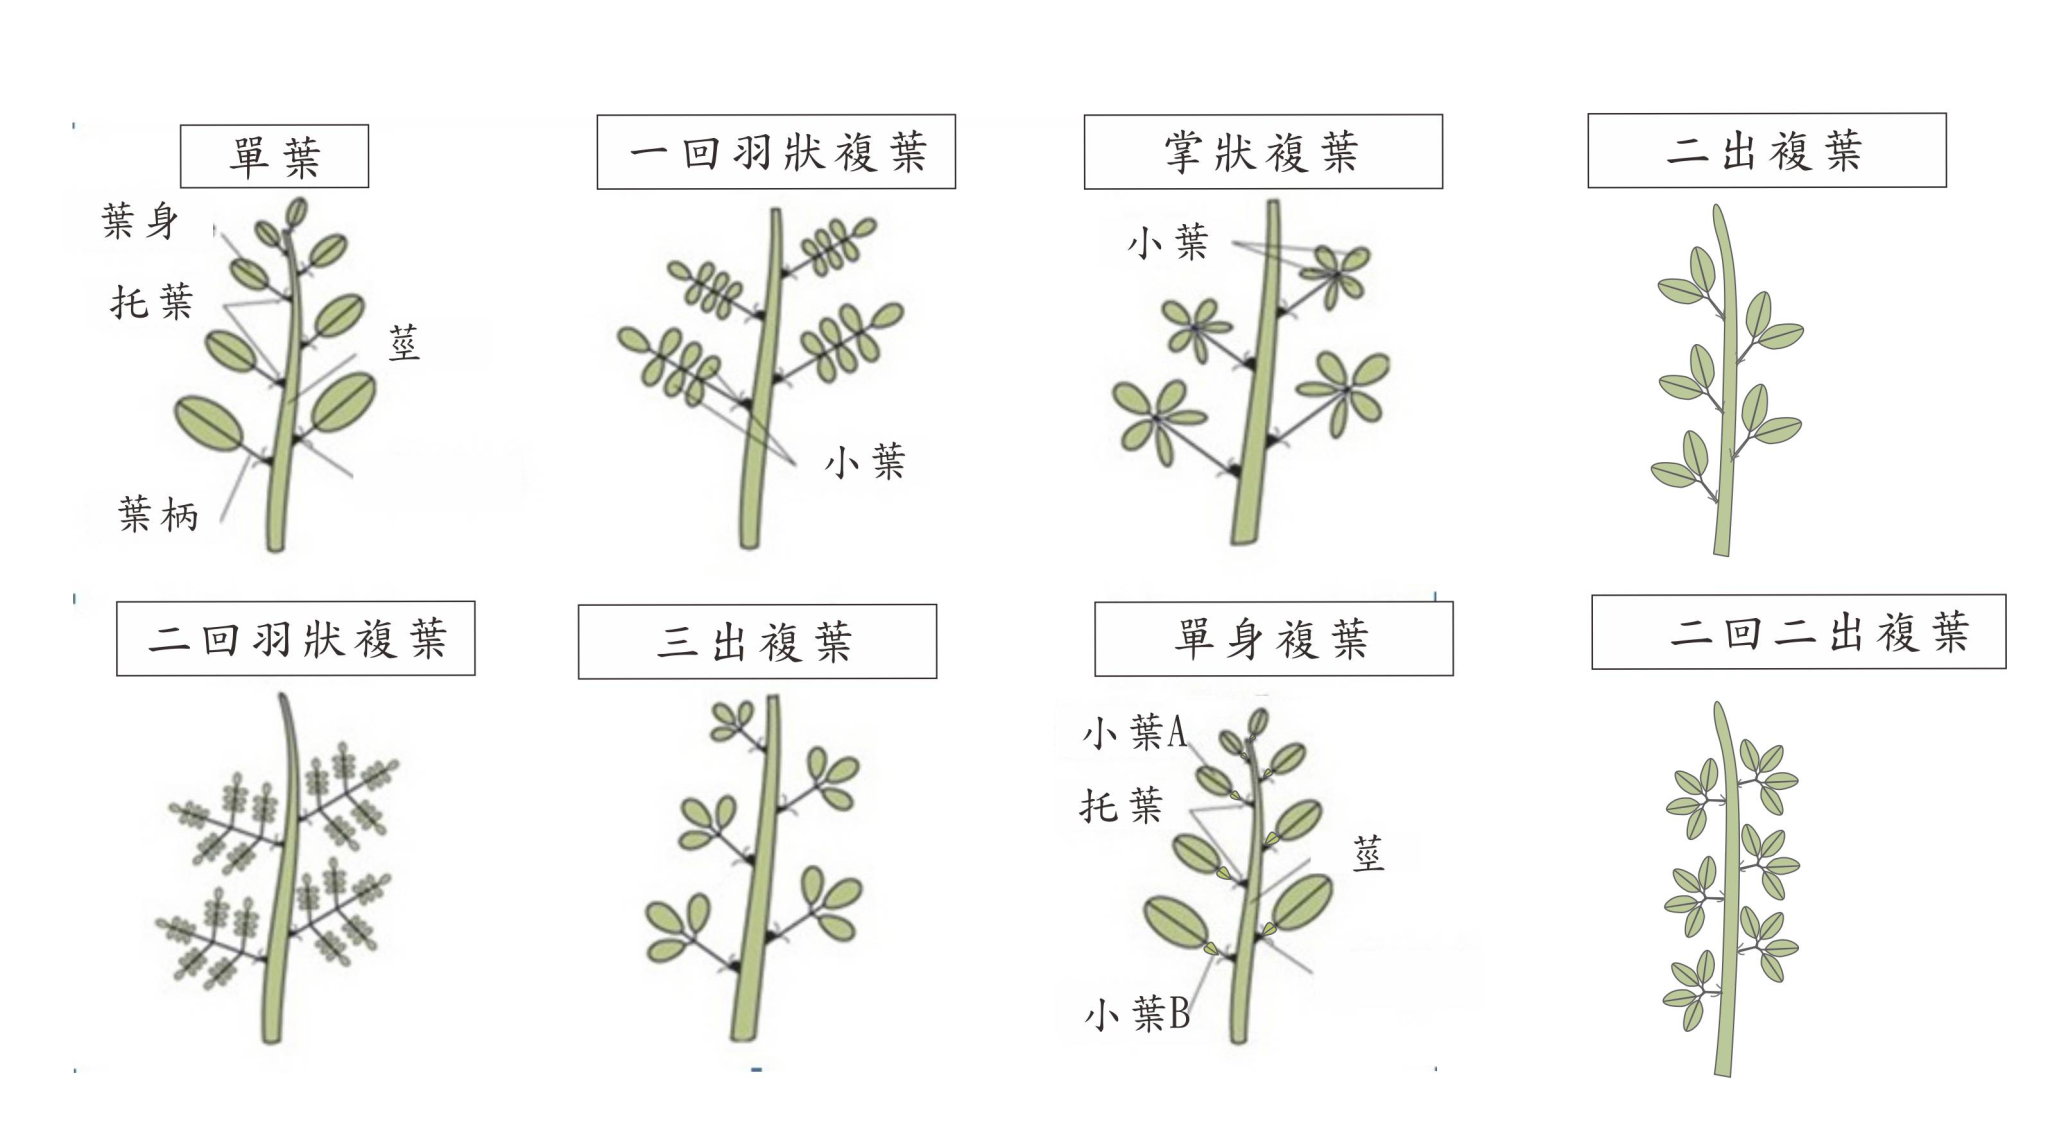 單葉
一回羽狀複葉
掌狀複葉
二出複葉
葉身
托葉
莖
葉柄
小葉
小葉
二回羽狀複葉
三出複葉
單身複葉
二回二出複葉
小葉A
托葉
莖
小葉B